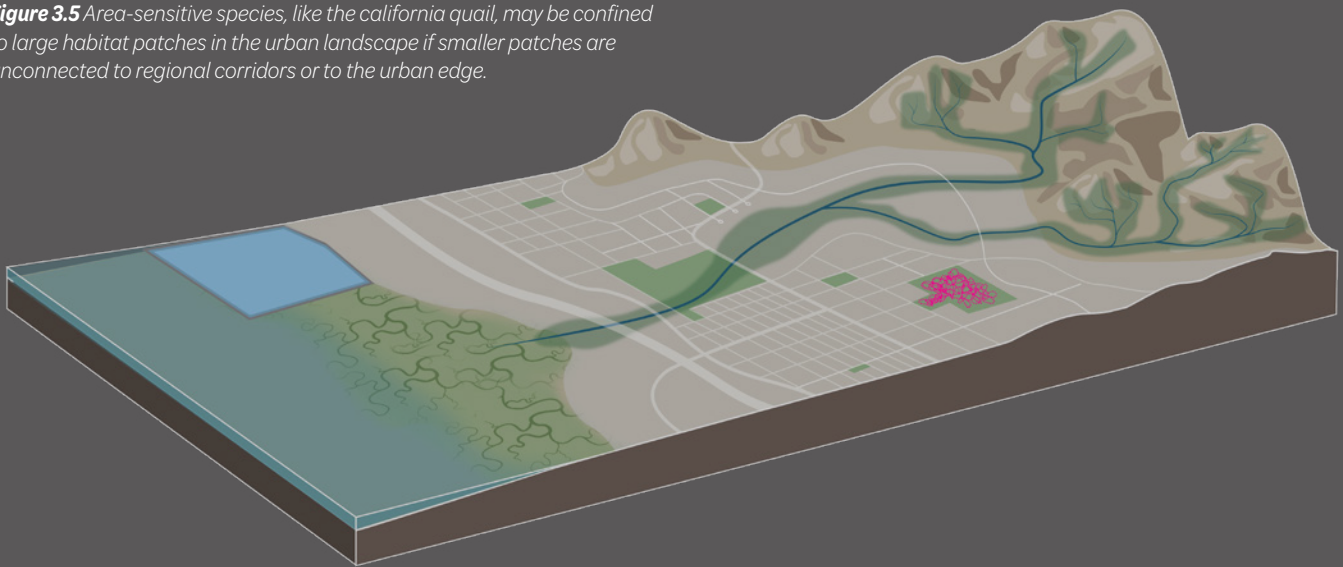 igure 3.5 Area-sensitive species, like the california quail, may be confined
o large habitat patches in the urban landscape if smaller patches are
nconnected to regional corridors or to the urban edge.